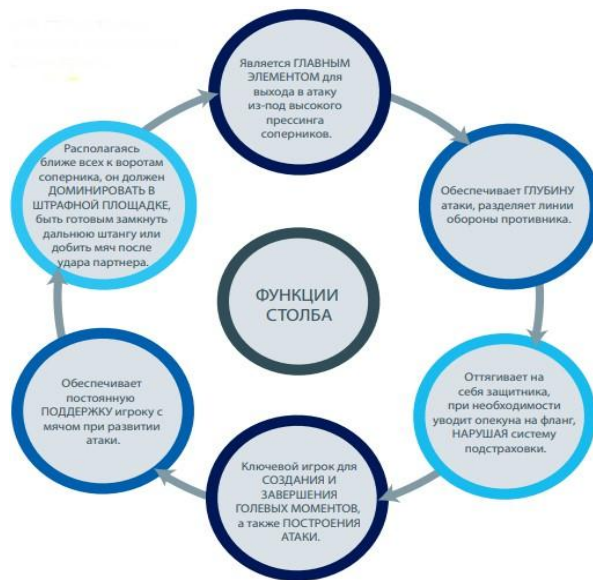 Является ГЛАВНЫМ
ЭЛЕМЕНТОМ для
выхода в атаку
из-под высокого
прессинга
соперников.
Обеспечивает ГЛУБИНУ
атаки, разделяет линии
обороны противника.
Оттягивает на
себя защитника,
при необходимости
уводит опекуна на фланг,
НАРУШАЯ систему
подстраховки.
Ключевой игрок для
СОЗДАНИЯ И
ЗАВЕРШЕНИЯ
ГОЛЕВЫХ МОМЕНТОВ,
а также ПОСТРОЕНИЯ
АТАКИ.
Обеспечивает
постоянную
ПОДДЕРЖКУ игроку с
мячом при развитии
атаки.
Располагаясь
ближе всех к воротам
соперника, он должен
ДОМИНИРОВАТЬ В
ШТРАФНОЙ ПЛОЩАДКЕ,
быть готовым замкнуть
дальнюю штангу или
добить мяч после
удара партнера.
ФУНКЦИИ
СТОЛБА